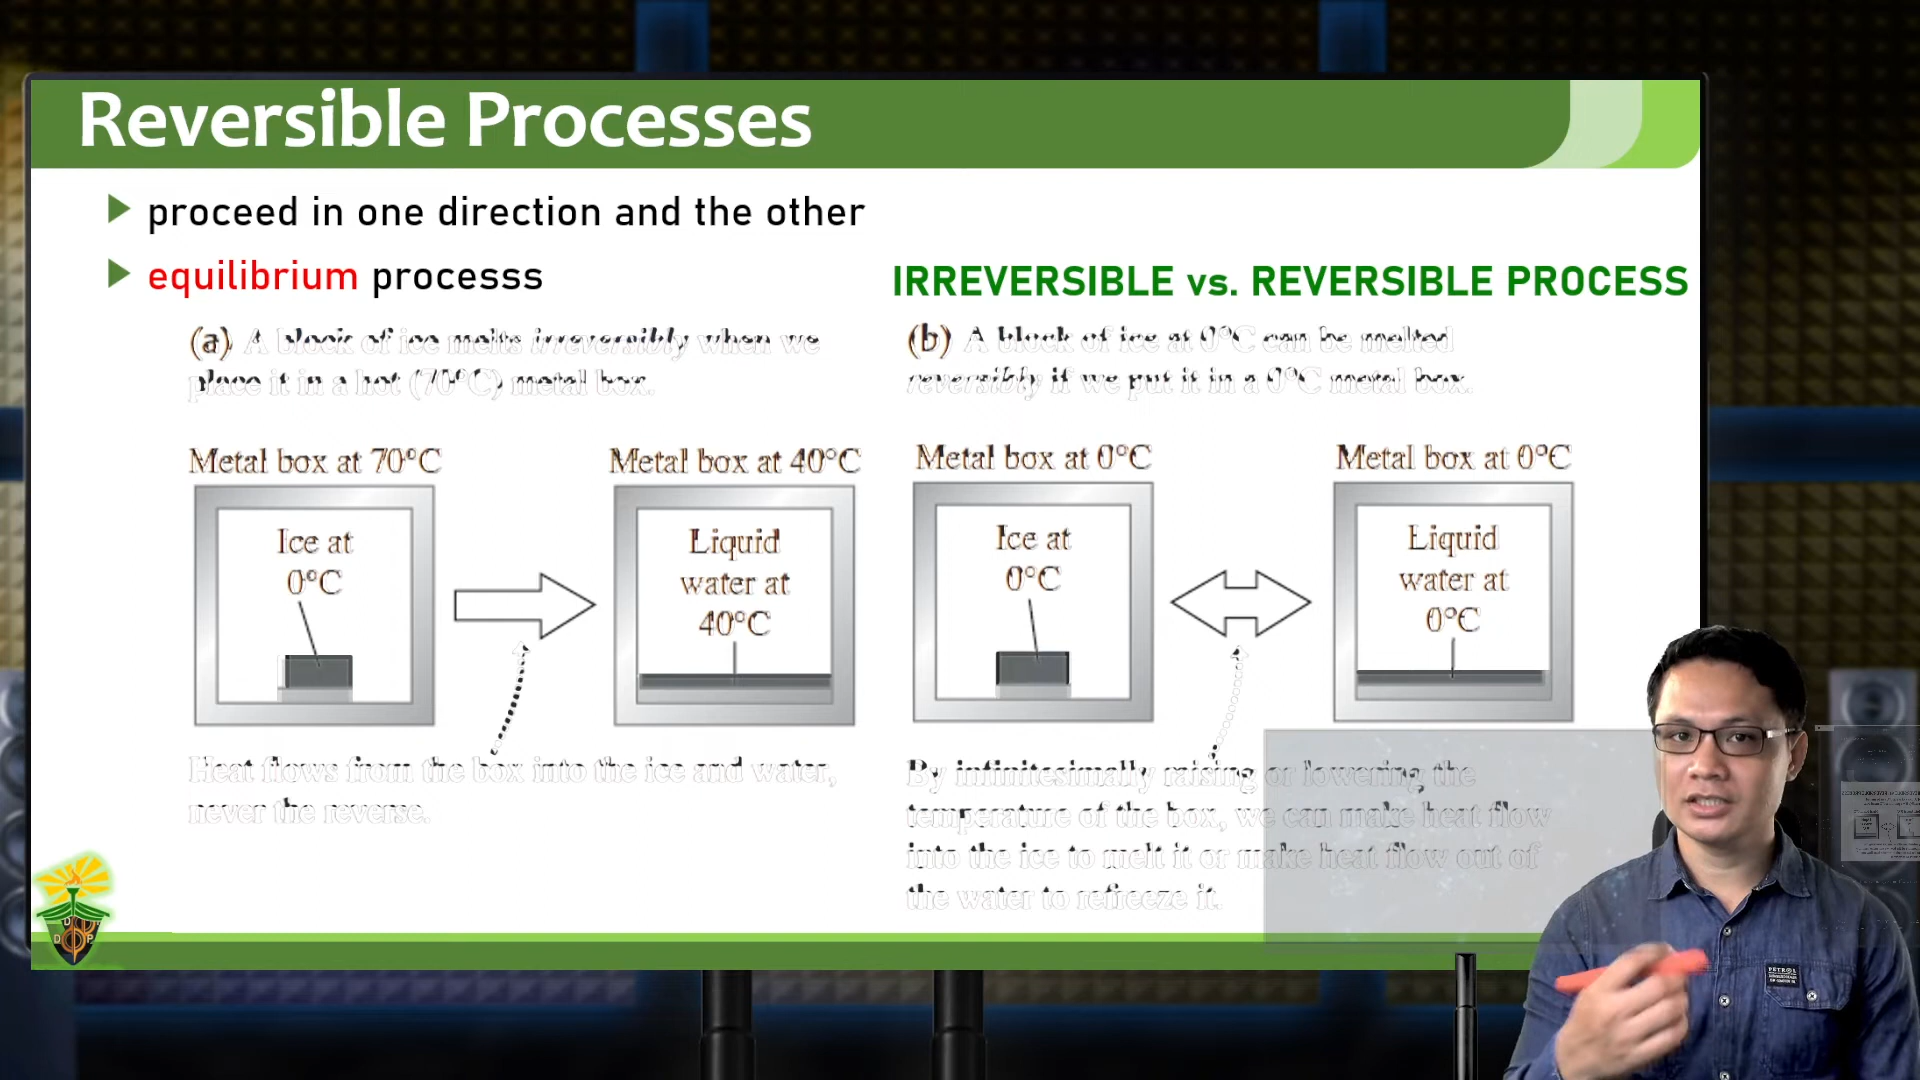 Reversible Processes
proceed in one direction and the other
equilibrium processs
IRREVERSIBLE vs. REVERSIBLE PROCESS
(a) A block of ice melts irreversibly when we
place it in a hot (70°C) metal box.
Metal box at 70°C
Ice at
0°C
Metal box at 40°C
Liquid
water at
40°C
Heat flows from the box into the ice and water,
never the reverse.
(b) A block of ice at 0°C can be melted
reversibly if we put it in a 0°C metal box.
Metal box at 0°C
Ice at
0°C
Metal box at 0°C
Liquid
water at
0°C
By infinitesimally raising or lowering the
temperature of the box, we can make heat flow
into the ice to melt it or make heat flow out of
the water to refreeze it.
PETROL